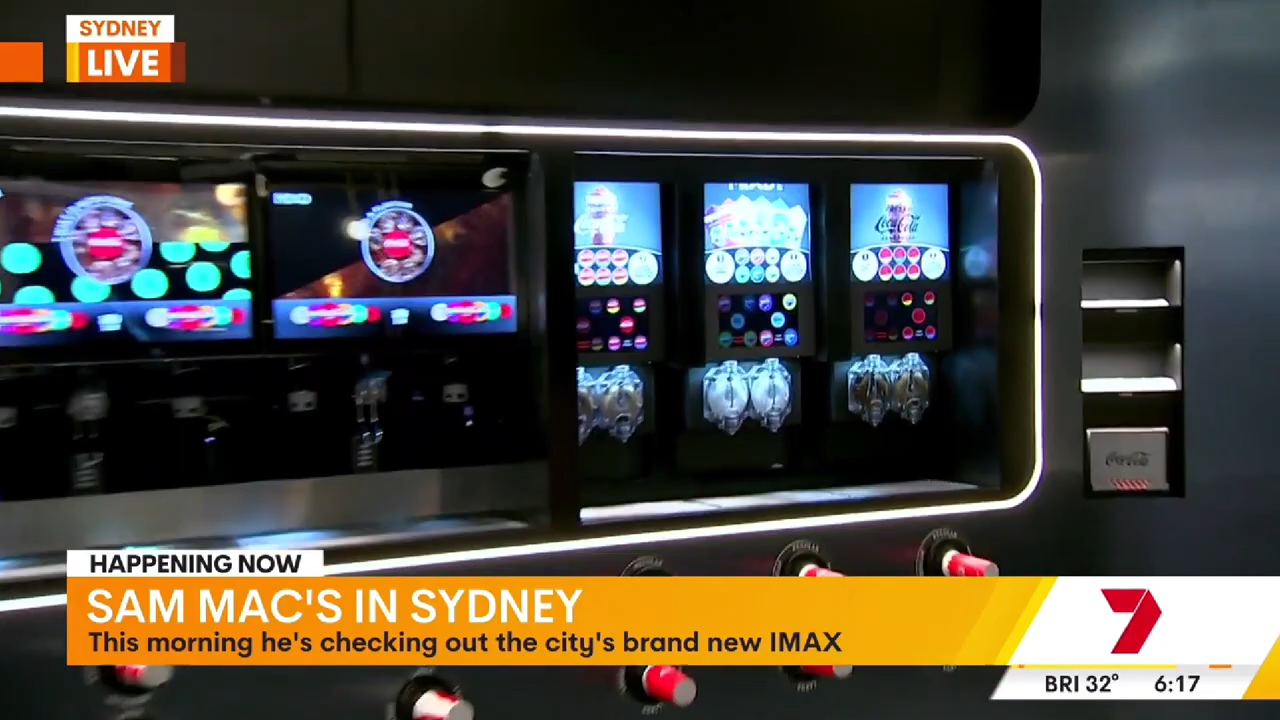 SYDNEY
LIVE
Coca-Cola
Coca-Cola
HAPPENING NOW
SAM MAC'S IN SYDNEY
This morning he's checking out the city's brand new IMAX
7
BRI 32° 6:17